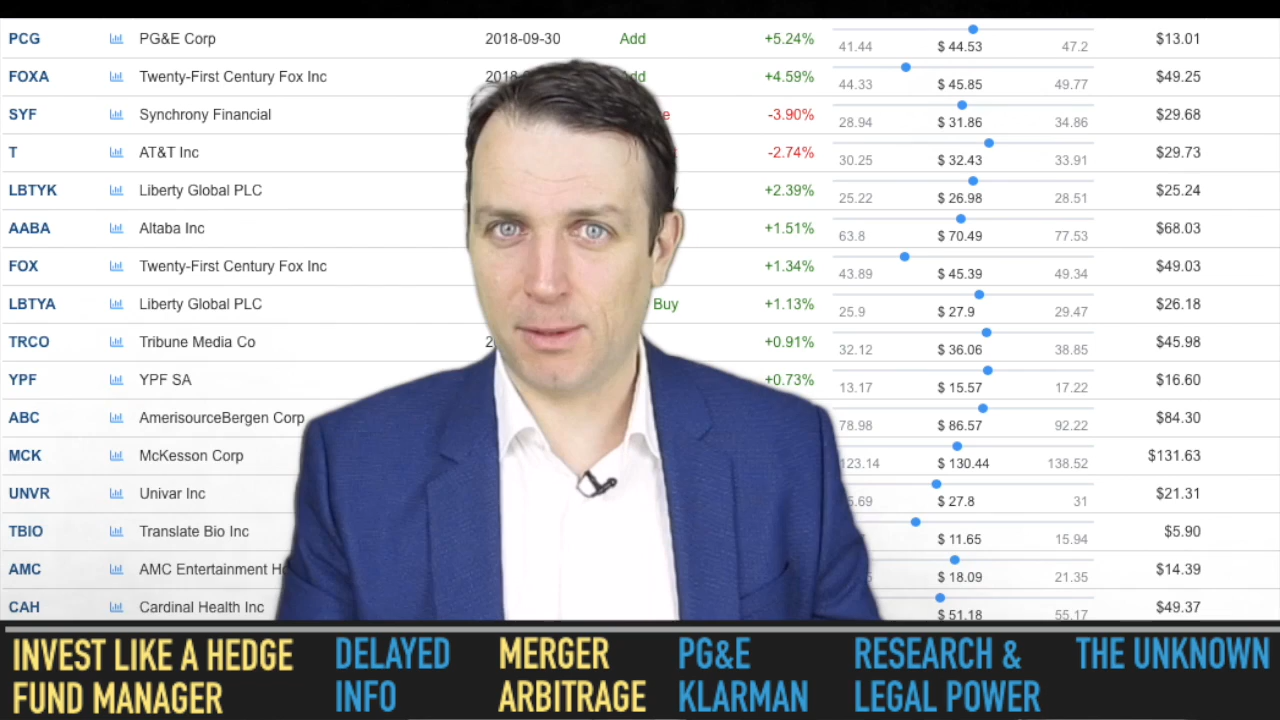 PCG PG&E Corp 2018-09-30 Add +5.24% 41.44 $ 44.53 47.2 $13.01
FOXA Twenty-First Century Fox Inc +4.59% 44.33 $ 45.85 49.77 $49.25
SYF Synchrony Financial -3.90% 28.94 $ 31.86 34.86 $29.68
T AT&T Inc -2.74% 30.25 $ 32.43 33.91 $29.73
LBTYK Liberty Global PLC +2.39% 25.22 $ 26.98 28.51 $25.24
AABA Altaba Inc +1.51% 63.8 $ 70.49 77.53 $68.03
FOX Twenty-First Century Fox Inc +1.34% 43.89 $ 45.39 49.34 $49.03
LBTYA Liberty Global PLC Buy +1.13% 25.9 $ 27.9 29.47 $26.18
TRCO Tribune Media Co +0.91% 32.12 $ 36.06 38.85 $45.98
YPF YPF SA +0.73% 13.17 $ 15.57 17.22 $16.60
ABC AmerisourceBergen Corp 78.98 $ 86.57 92.22 $84.30
MCK McKesson Corp 123.14 $ 130.44 138.52 $131.63
UNVR Univar Inc $ 27.8 31 $21.31
TBIO Translate Bio Inc $ 11.65 15.94 $5.90
AMC AMC Entertainment $ 18.09 21.35 $14.39
CAH Cardinal Health Inc $ 51.18 55.17 $49.37
INVEST LIKE A HEDGE FUND MANAGER
DELAYED INFO
MERGER ARBITRAGE
PG&E KLARMAN
RESEARCH & LEGAL POWER
THE UNKNOWN